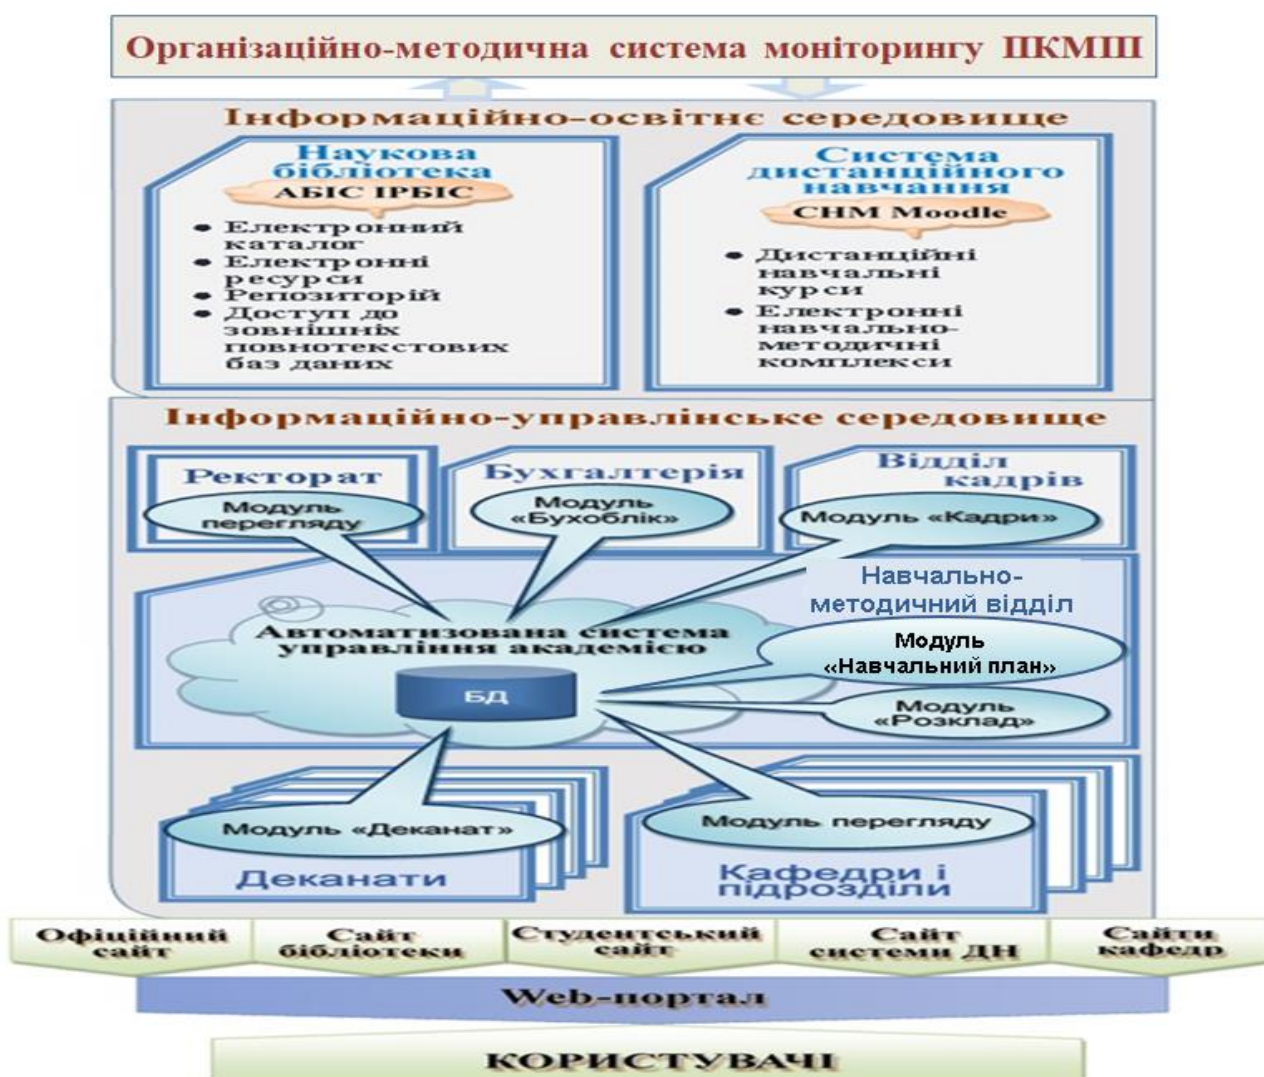 Організаційно-методична система моніторингу ПКМШ
Інформаційно-освітнє середовище
Наукова
бібліотека
АБІС ІРБІС
• Електронний
каталог
• Електронні
ресурси
• Репозиторій
• Доступ до
зовнішніх
повнотекстових
баз даних
Система
дистанційного
навчання
СНМ Moodle
• Дистанційні
навчальні
курси
• Електронні
навчально-
методичні
комплекси
Інформаційно-управлінське середовище
Ректорат
Модуль
перегляду
Бухгалтерія
Модуль
«Бухоблік»
Відділ
кадрів
Модуль «Кадри»
Навчально-
методичний відділ
Модуль
«Навчальний план»
Модуль
«Розклад»
Автоматизована система
управління академією
БД
Модуль «Деканат»
Деканати
Модуль перегляду
Кафедри і
підрозділи
Офіційний
сайт
Сайт
бібліотеки
Студентський
сайт
Сайт
системи ДН
Сайти
кафедр
Web-портал
КОРИСТУВАЧІ